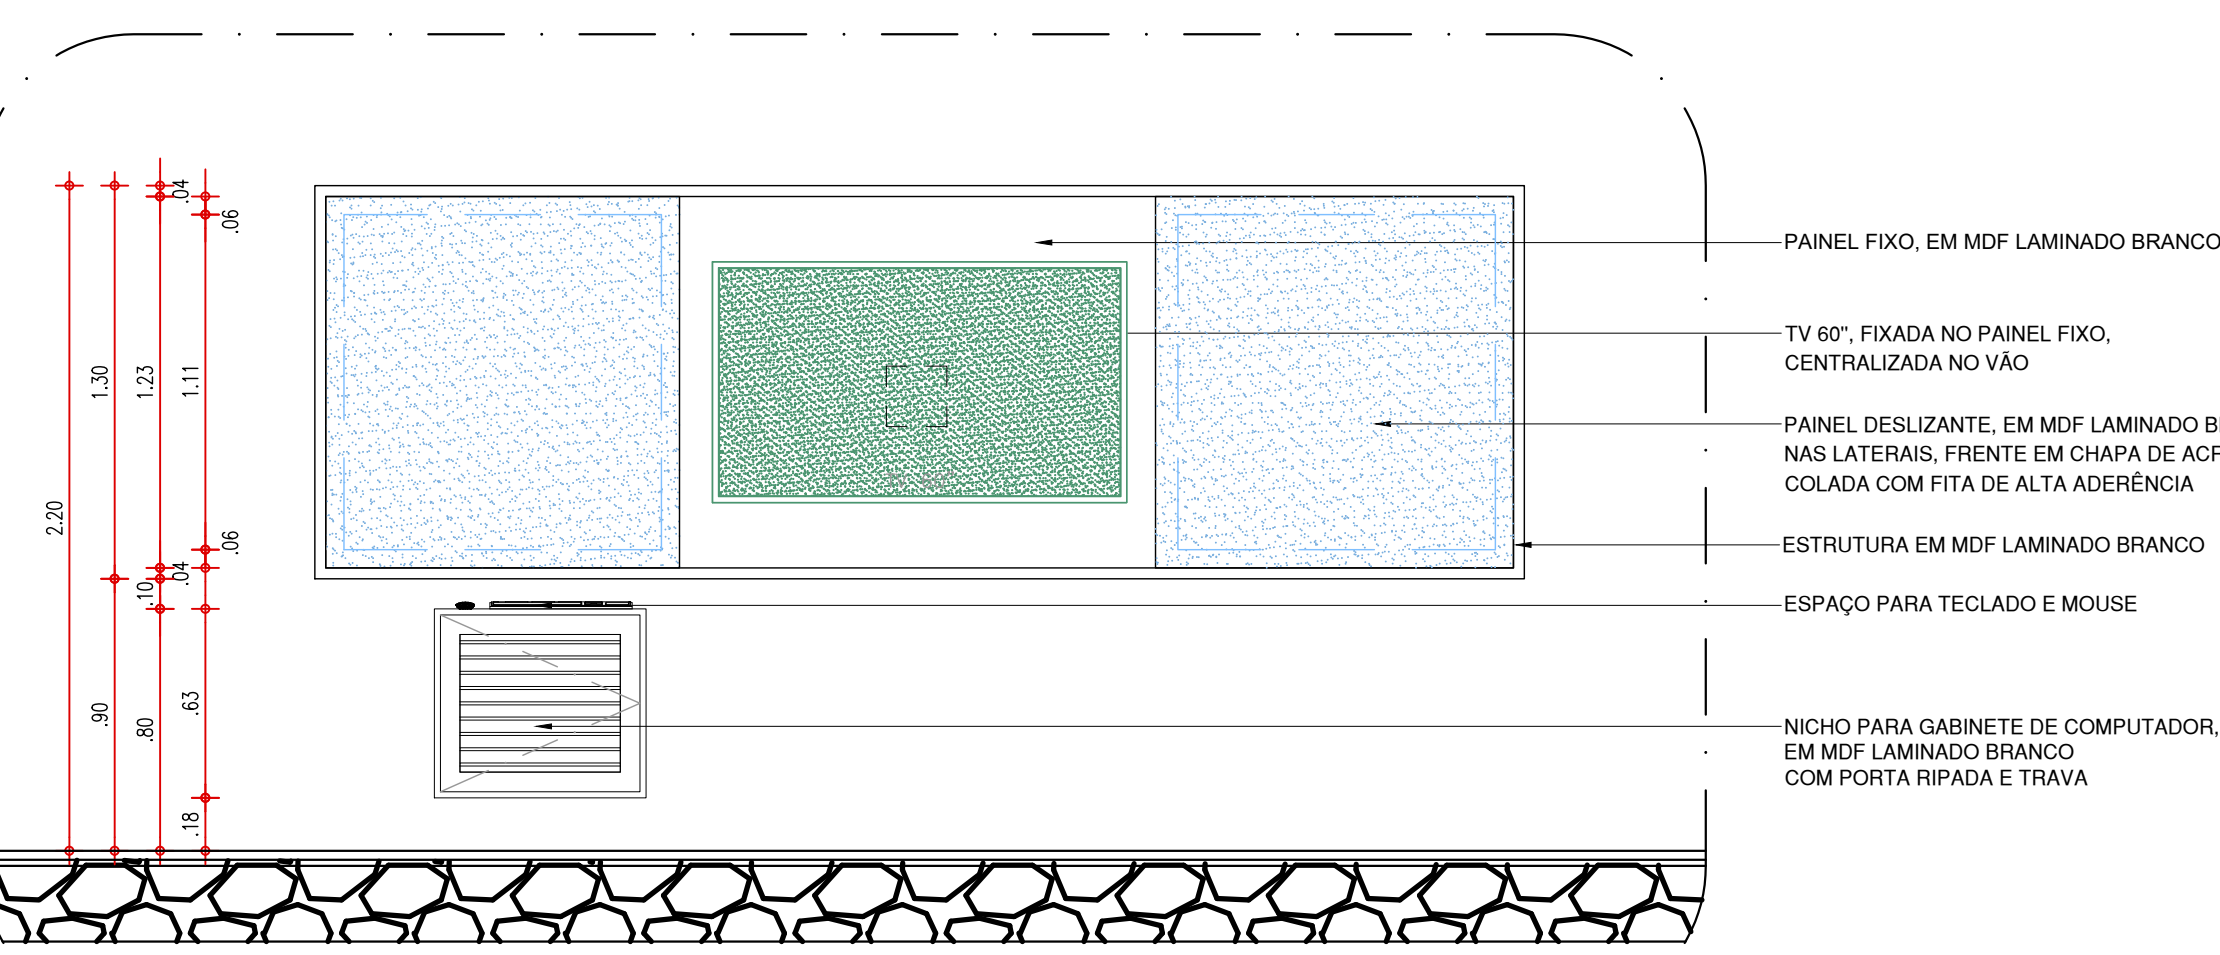 .04
.06
1.30
1.23
1.11
2.20
.06
.04
.10
.90
.80
.63
.18
PAINEL FIXO, EM MDF LAMINADO BRANCO
TV 60", FIXADA NO PAINEL FIXO,
CENTRALIZADA NO VÃO
PAINEL DESLIZANTE, EM MDF LAMINADO
NAS LATERAIS, FRENTE EM CHAPA DE
COLADA COM FITA DE ALTA ADERÊNCIA
ESTRUTURA EM MDF LAMINADO BRANCO
ESPAÇO PARA TECLADO E MOUSE
NICHO PARA GABINETE DE COMPUTADOR,
EM MDF LAMINADO BRANCO
COM PORTA RIPADA E TRAVA